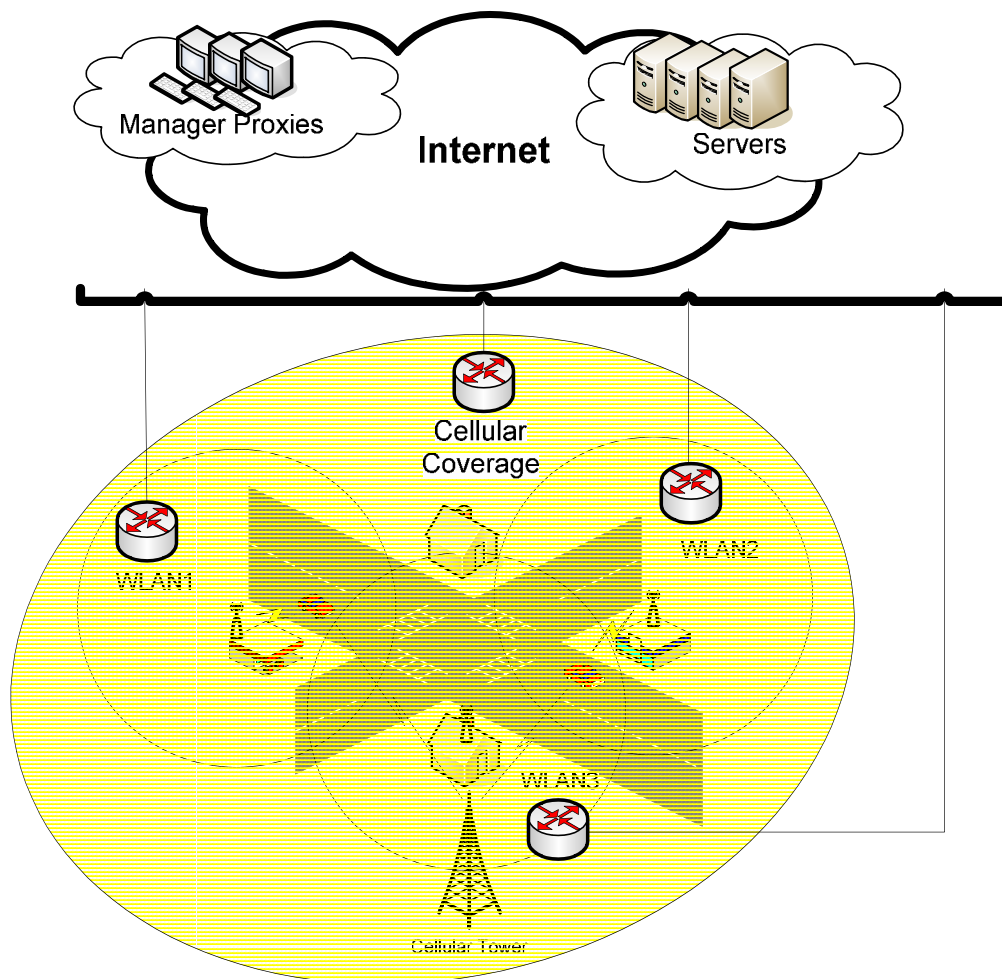 Manager Proxies
Internet
Servers
Cellular
Coverage
WLAN1
WLAN2
WLAN3
Cellular Tower